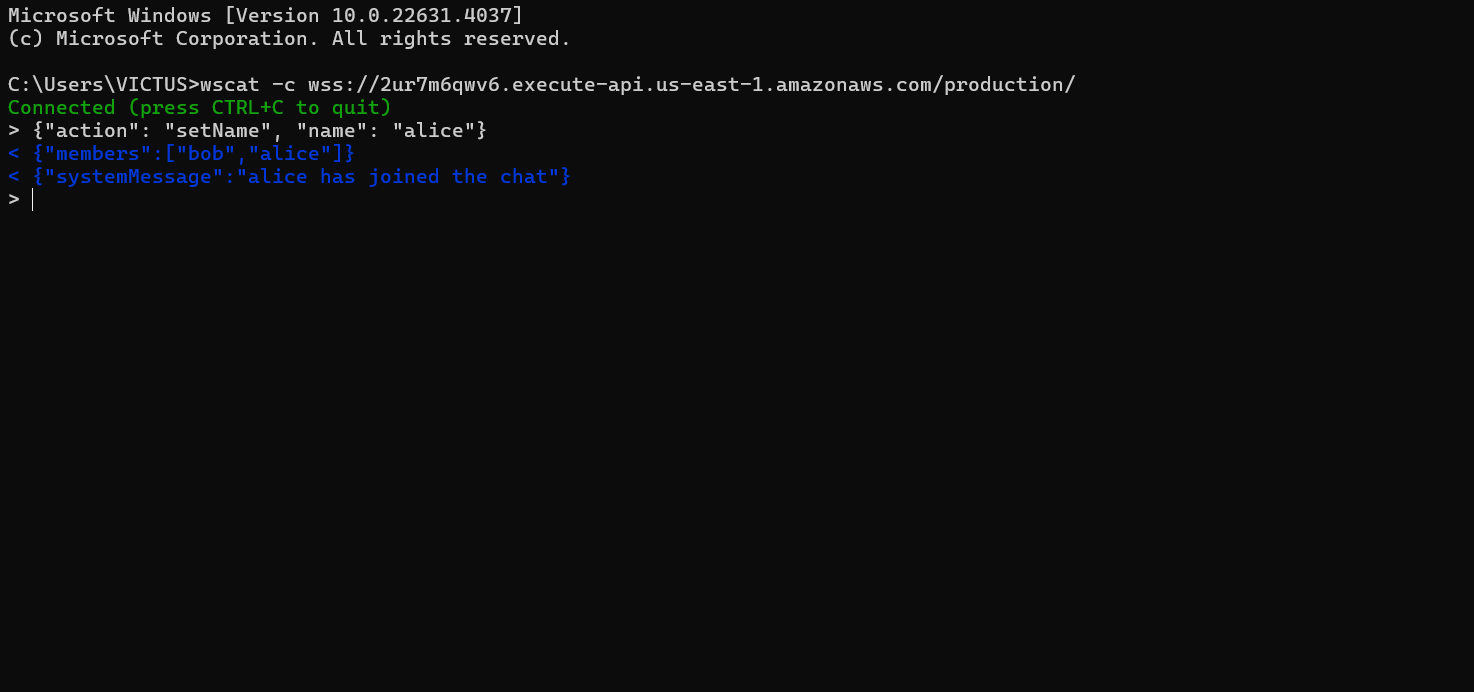 Microsoft Windows [Version 10.0.22631.4037]
(c) Microsoft Corporation. All rights reserved.
C:\Users\VICTUS>wscat -c wss://2ur7m6qwv6.execute-api.us-east-1.amazonaws.com/production/
Connected (press CTRL+C to quit)
> {"action": "setName", "name": "alice"}
< {"members":["bob","alice"]}
< {"systemMessage":"alice has joined the chat"}
>